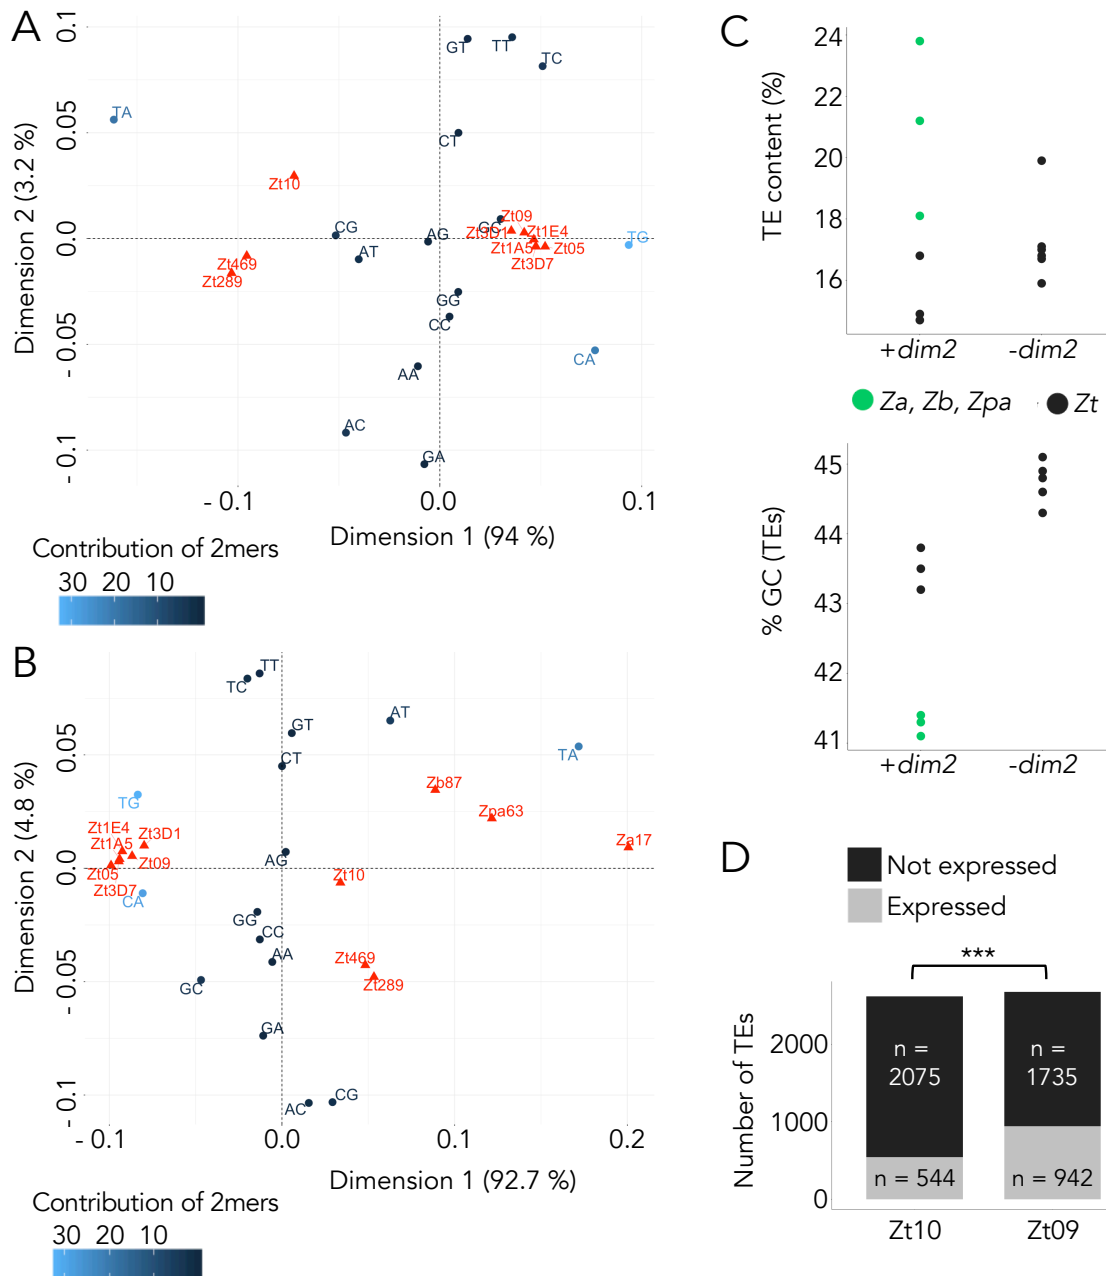 A
0.1
0.05
0.0
- 0.05
- 0.1
Dimension 2 (3.2 %)
GT
TT
TC
TA
CT
Zt10
CG
AG
AT
GC
Zt09
Zt3D1
Zt1E4
Zt1A5
Zt05
Zt3D7
TG
Zt469
Zt289
GG
CC
CA
AA
AC
GA
- 0.1
0.0
0.1
Dimension 1 (94 %)
Contribution of 2mers
30 20 10
B
0.05
0.0
- 0.05
- 0.1
Dimension 2 (4.8 %)
TT
TC
GT
AT
CT
TA
Zb87
TG
Zpa63
Zt1E4
Zt3D1
Zt1A5
Za17
Zt09
AG
Zt05
Zt10
Zt3D7
CA
GG
CC
AA
Zt469
GC
Zt289
GA
AC
CG
- 0.1
0.0
0.1
0.2
Dimension 1 (92.7 %)
Contribution of 2mers
30 20 10
C
24
22
20
18
16
TE content (%)
+dim2
-dim2
Za, Zb, Zpa
Zt
45
44
43
42
41
% GC (TEs)
+dim2
-dim2
D
Not expressed
Expressed
***
2000
1000
0
Number of TEs
n =
2075
n =
1735
n = 544
n = 942
Zt10
Zt09